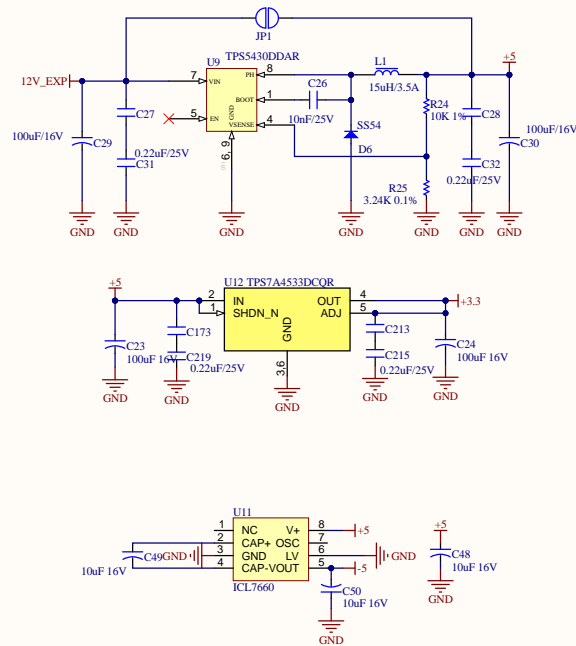 JP1
TPS5430DDAR
U9
12V_EXP
7
VIN
PH
8
BOOT
1
5
EN
GND
VSENSE
4
6, 9
C27
C29
100uF/16V
0.22uF/25V
C31
C26
10nF/25V
SS54
D6
L1
15uH/3.5A
+5
R24
10K 1%
C28
100uF/16V
C30
C32
0.22uF/25V
R25
3.24K 0.1%
GND
GND
GND
GND
GND
GND
GND
U12 TPS7A4533DCQR
+5
2
IN
OUT
4
+3.3
1
SHDN_N
ADJ
5
GND
3,6
C23
100uF 16V
C173
C219
0.22uF/25V
C213
C215
0.22uF/25V
C24
100uF 16V
GND
GND
GND
GND
GND
U11
1
NC
V+
8
+5
2
CAP+
OSC
7
3
GND
LV
6
4
CAP-
VOUT
5
-5
ICL7660
C49
GND
10uF 16V
GND
C50
10uF 16V
GND
+5
C48
10uF 16V
GND